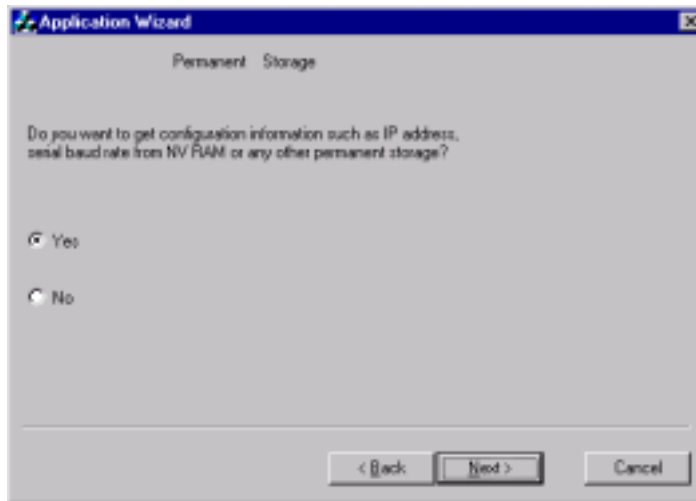 Application Wizard
Permanent Storage
Do you want to get configuration information such as IP address,
serial baud rate from NV RAM or any other permanent storage?
Yes
No
< Back Next > Cancel